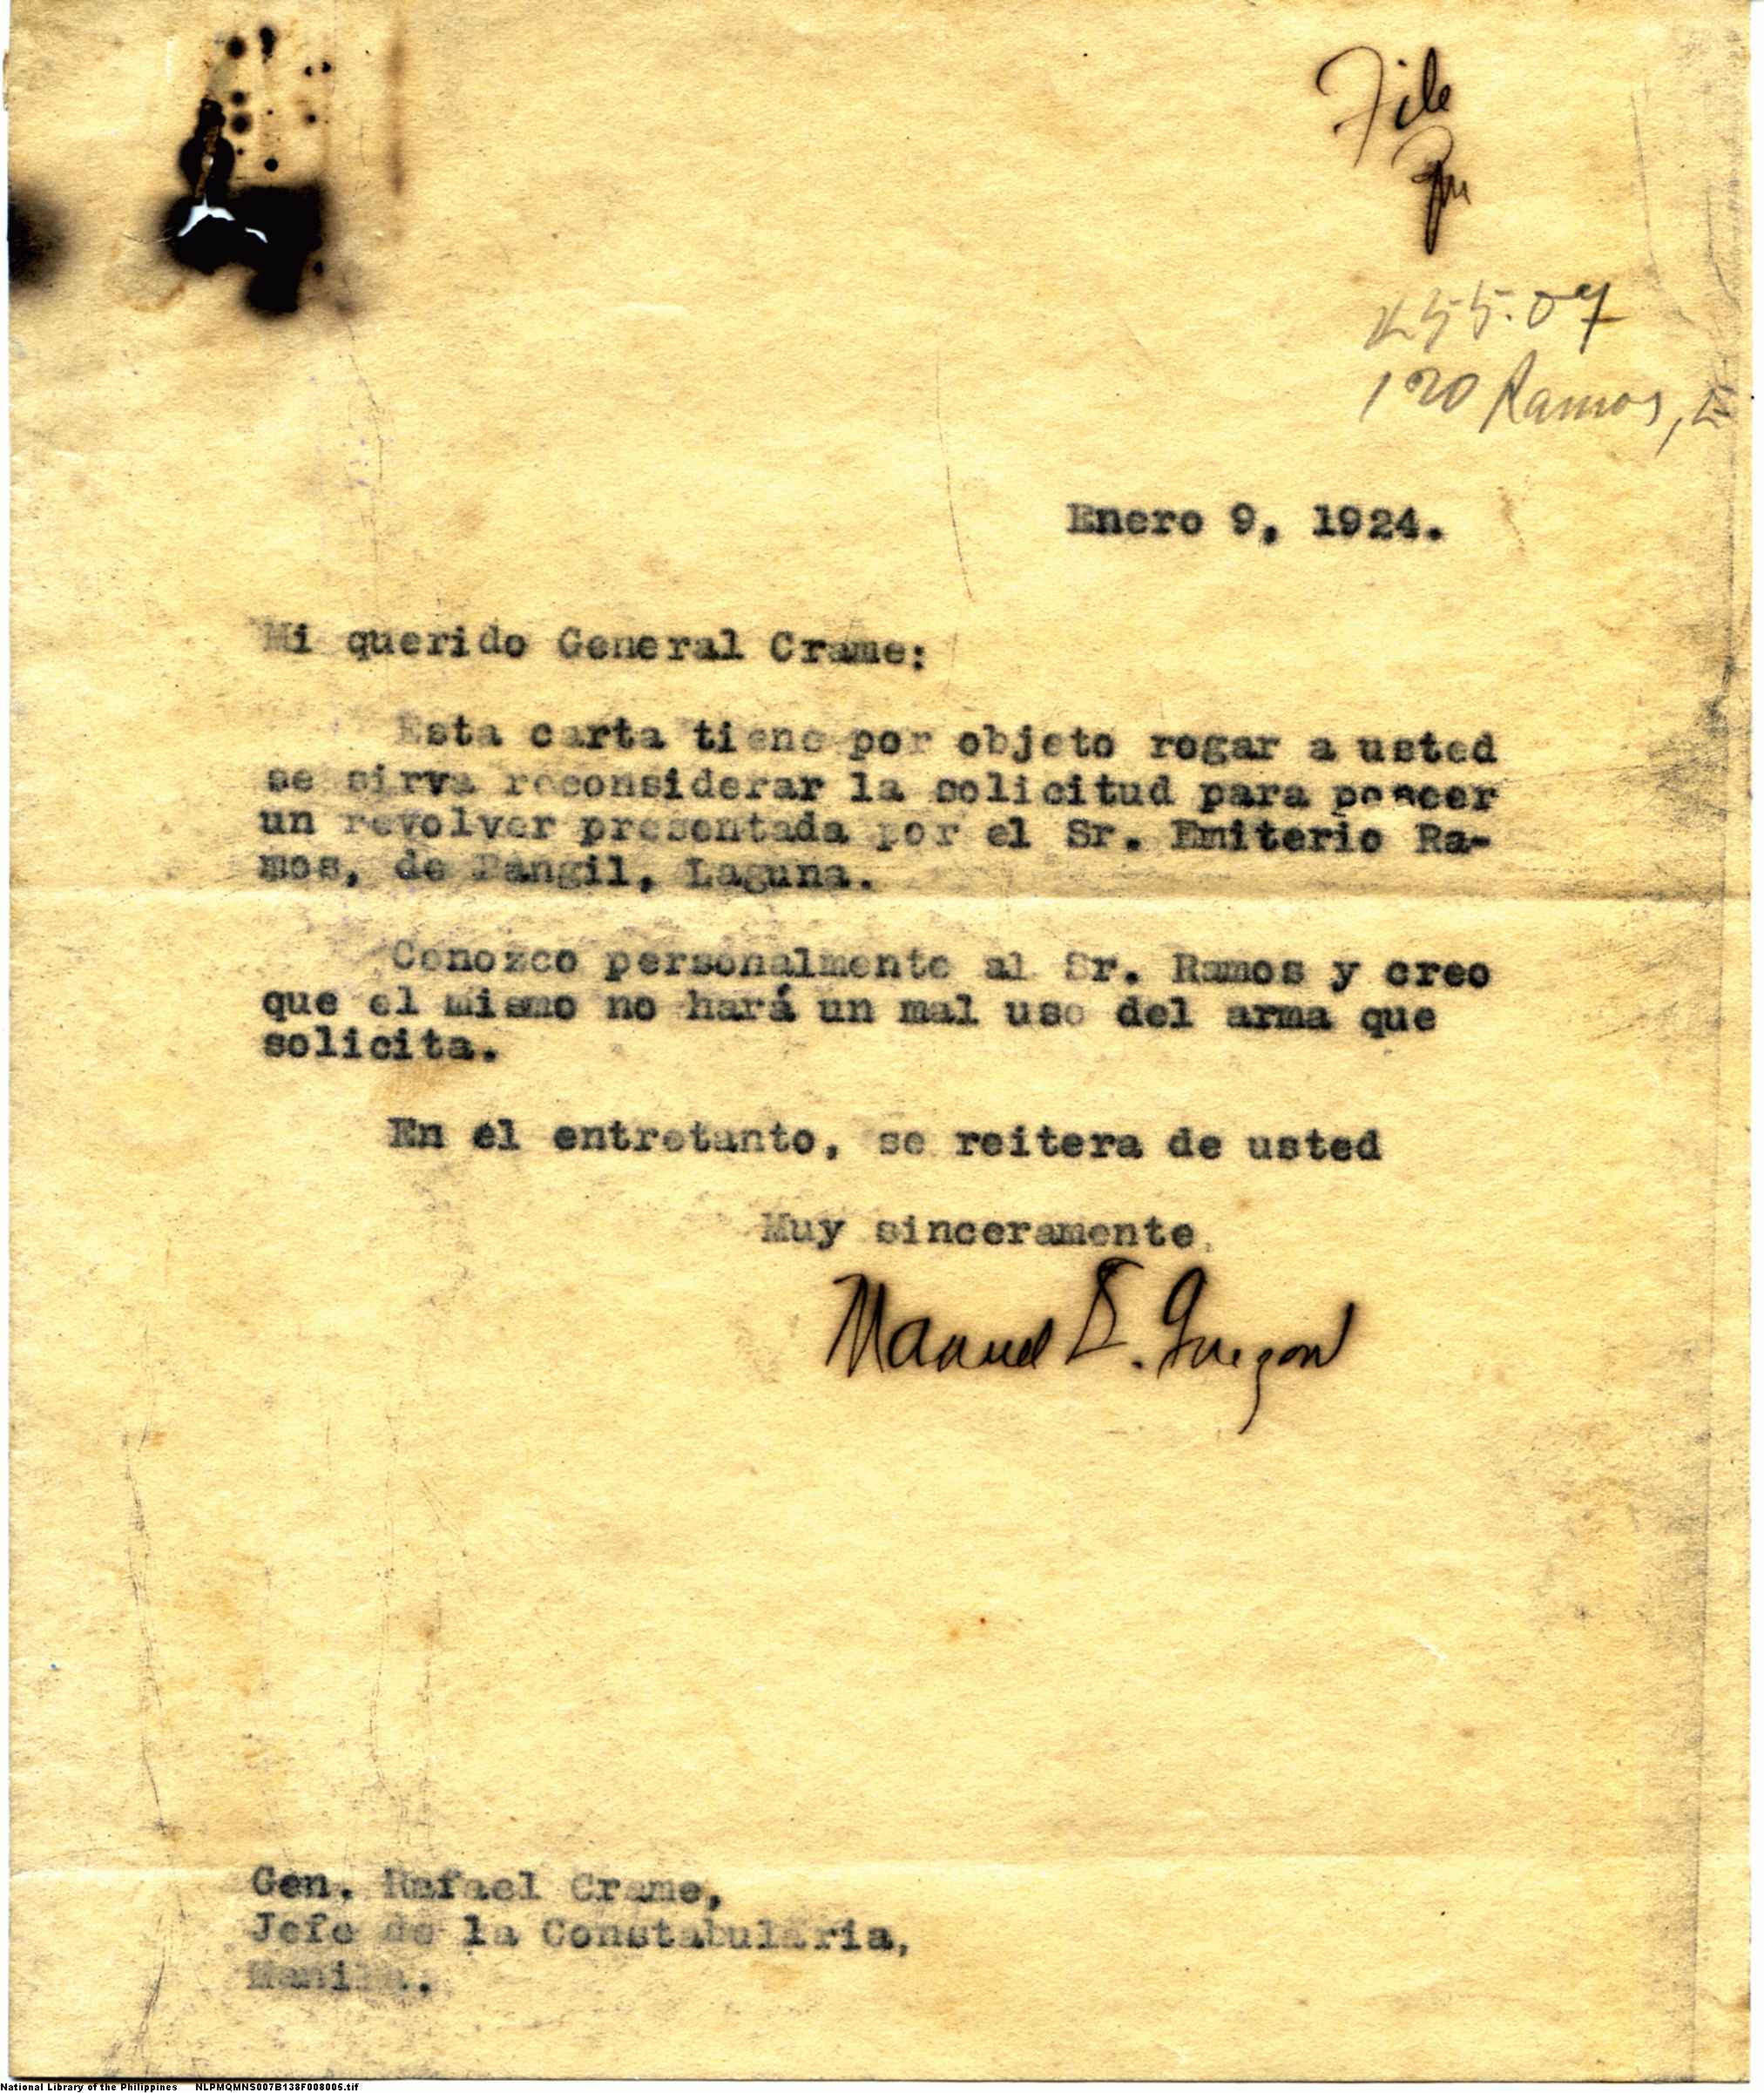 File
455.07
120 Ramos, E
Enero 9, 1924.
Mi querido General Crame:
Esta carta tiene por objeto rogar a usted
se sirva reconsiderar la solicitud para poseer
un revolver presentada por el Sr. Emiterio Ra-
mos, de Pangil, Laguna.
Conozco personalmente al Sr. Ramos y creo
que el mismo no hará un mal uso del arma que
solicita.
En el entretanto, se reitera de usted
Muy sinceramente,
Manuel L. Quezon
Gen. Rafael Crame,
Jefe de la Constabularia,
Manila.
National Library of the Philippines NLPMQMNS007B138F008005.tif